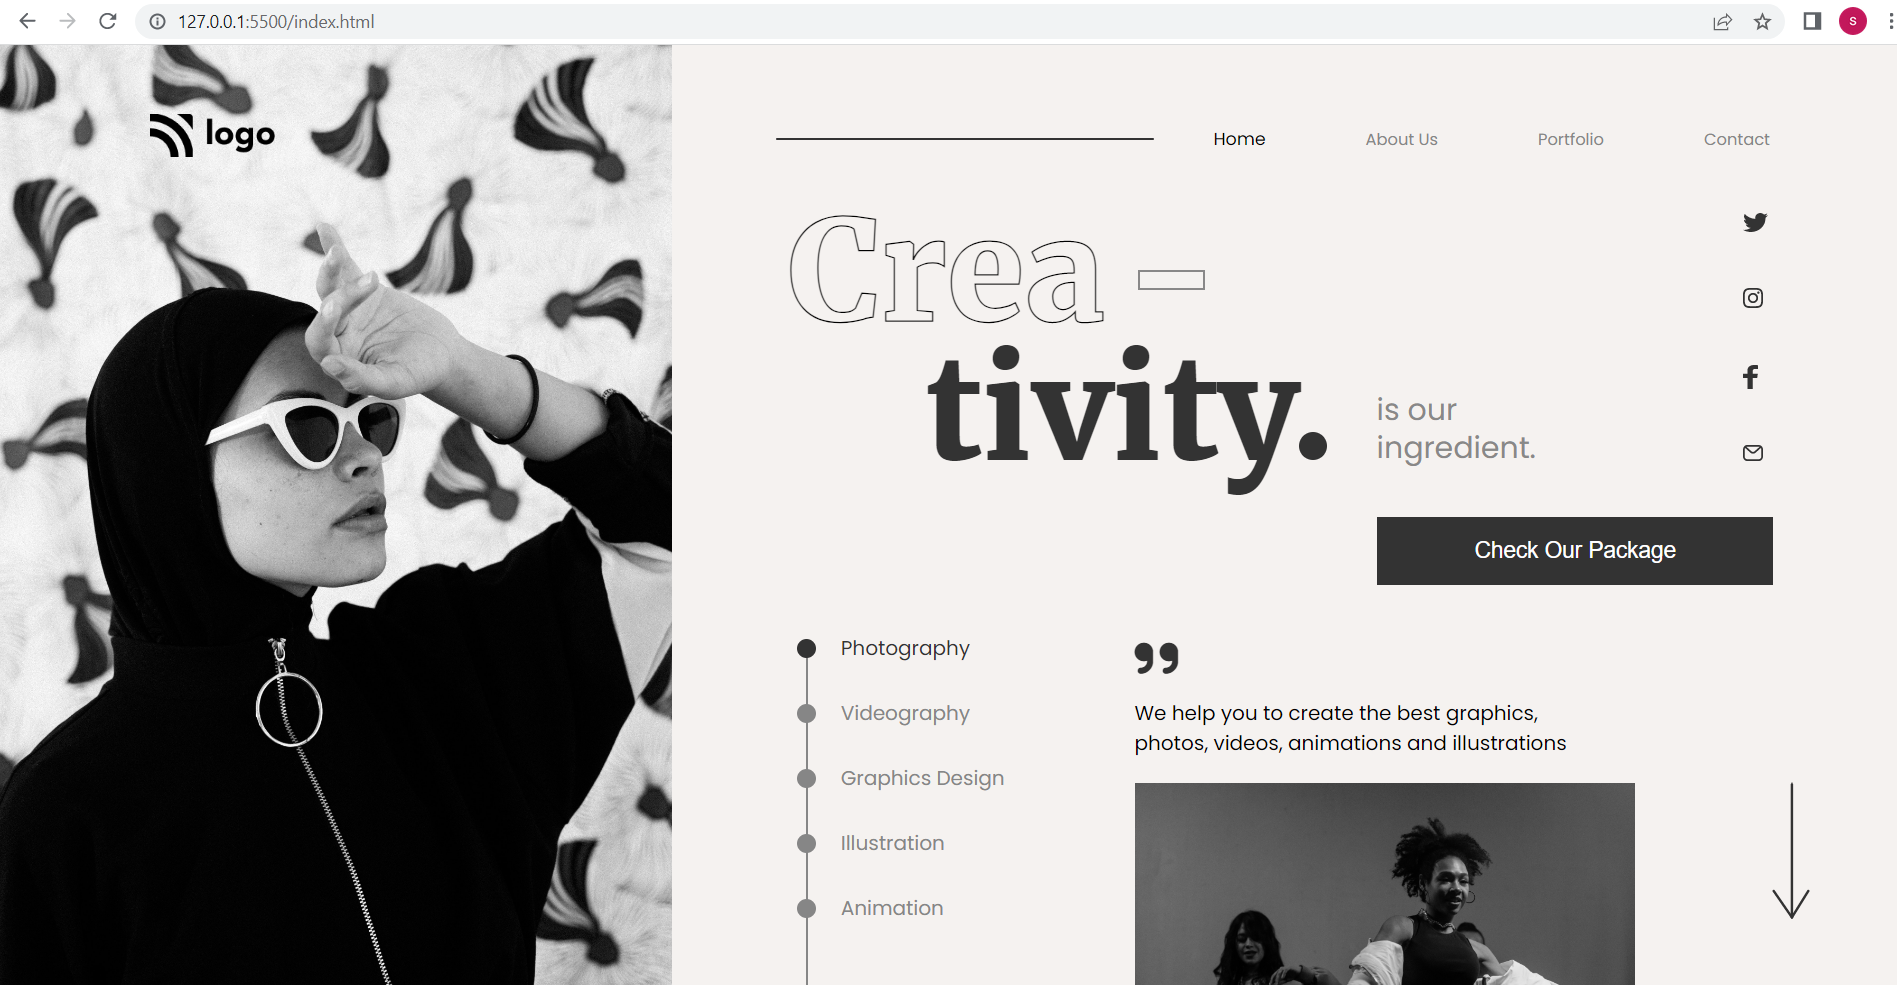 127.0.0.1:5500/index.html
S
logo
Home
About Us
Portfolio
Contact
Crea –
tivity.
is our
ingredient.
Check Our Package
Photography
Videography
Graphics Design
Illustration
Animation
”
We help you to create the best graphics,
photos, videos, animations and illustrations